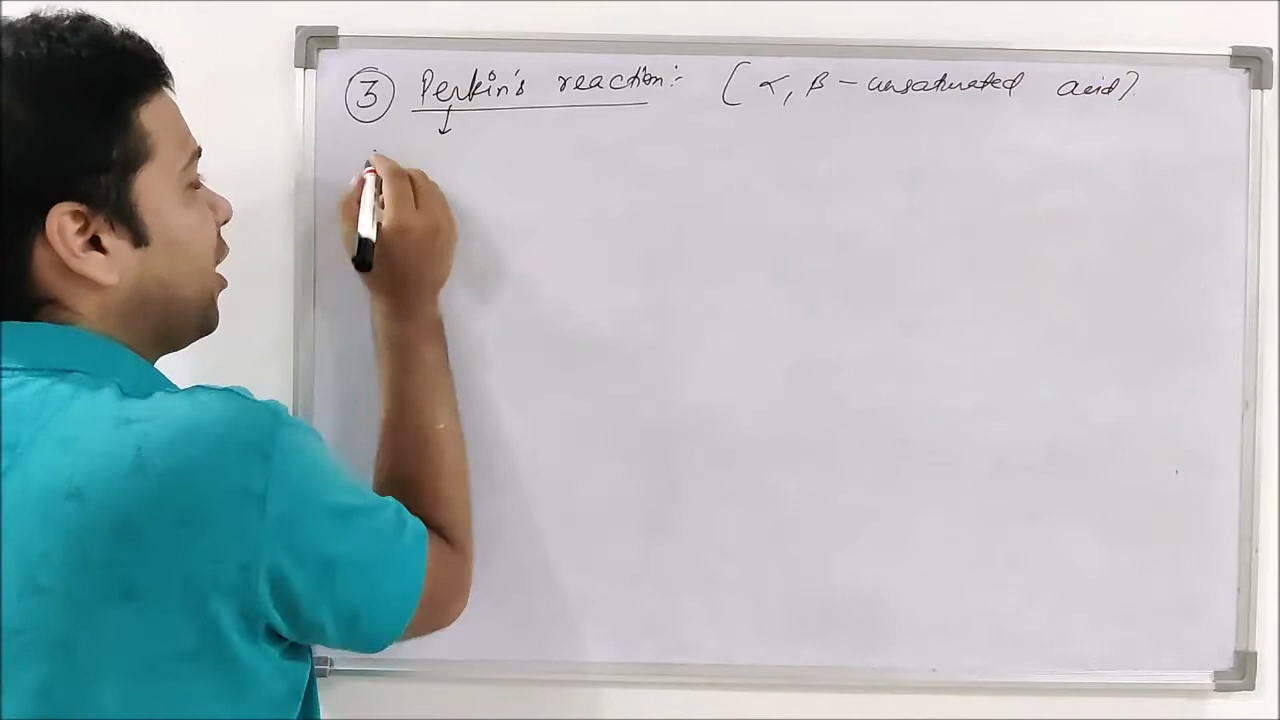 ③ Perkin's reaction:- ( α, β - unsaturated acid).